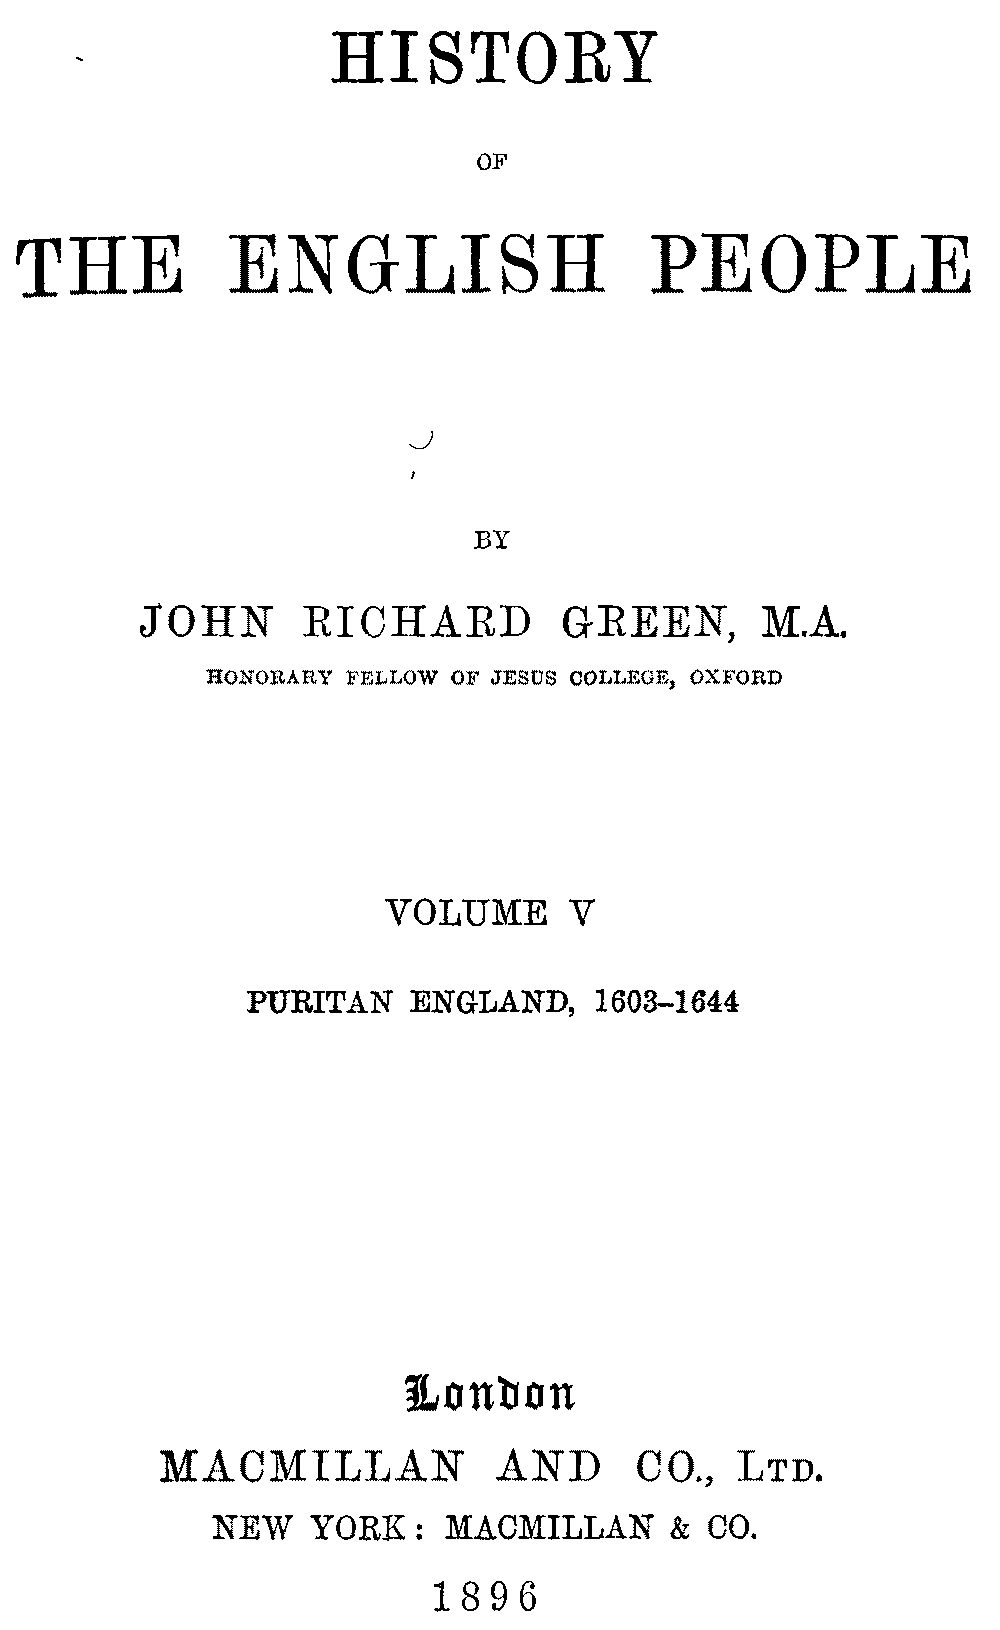 HISTORY
OF
THE ENGLISH PEOPLE
BY
JOHN RICHARD GREEN, M.A.
HONORARY FELLOW OF JESUS COLLEGE, OXFORD
VOLUME V
PURITAN ENGLAND, 1603–1644
London
MACMILLAN AND CO., LTD.
NEW YORK: MACMILLAN & CO.
1896